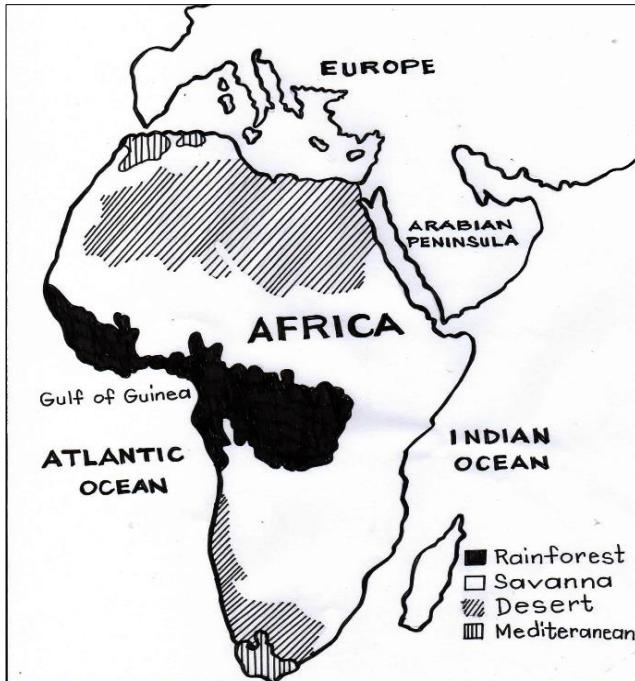 EUROPE
ARABIAN
PENINSULA
AFRICA
Gulf of Guinea
ATLANTIC
OCEAN
INDIAN
OCEAN
Rainforest
Savanna
Desert
Mediteranean